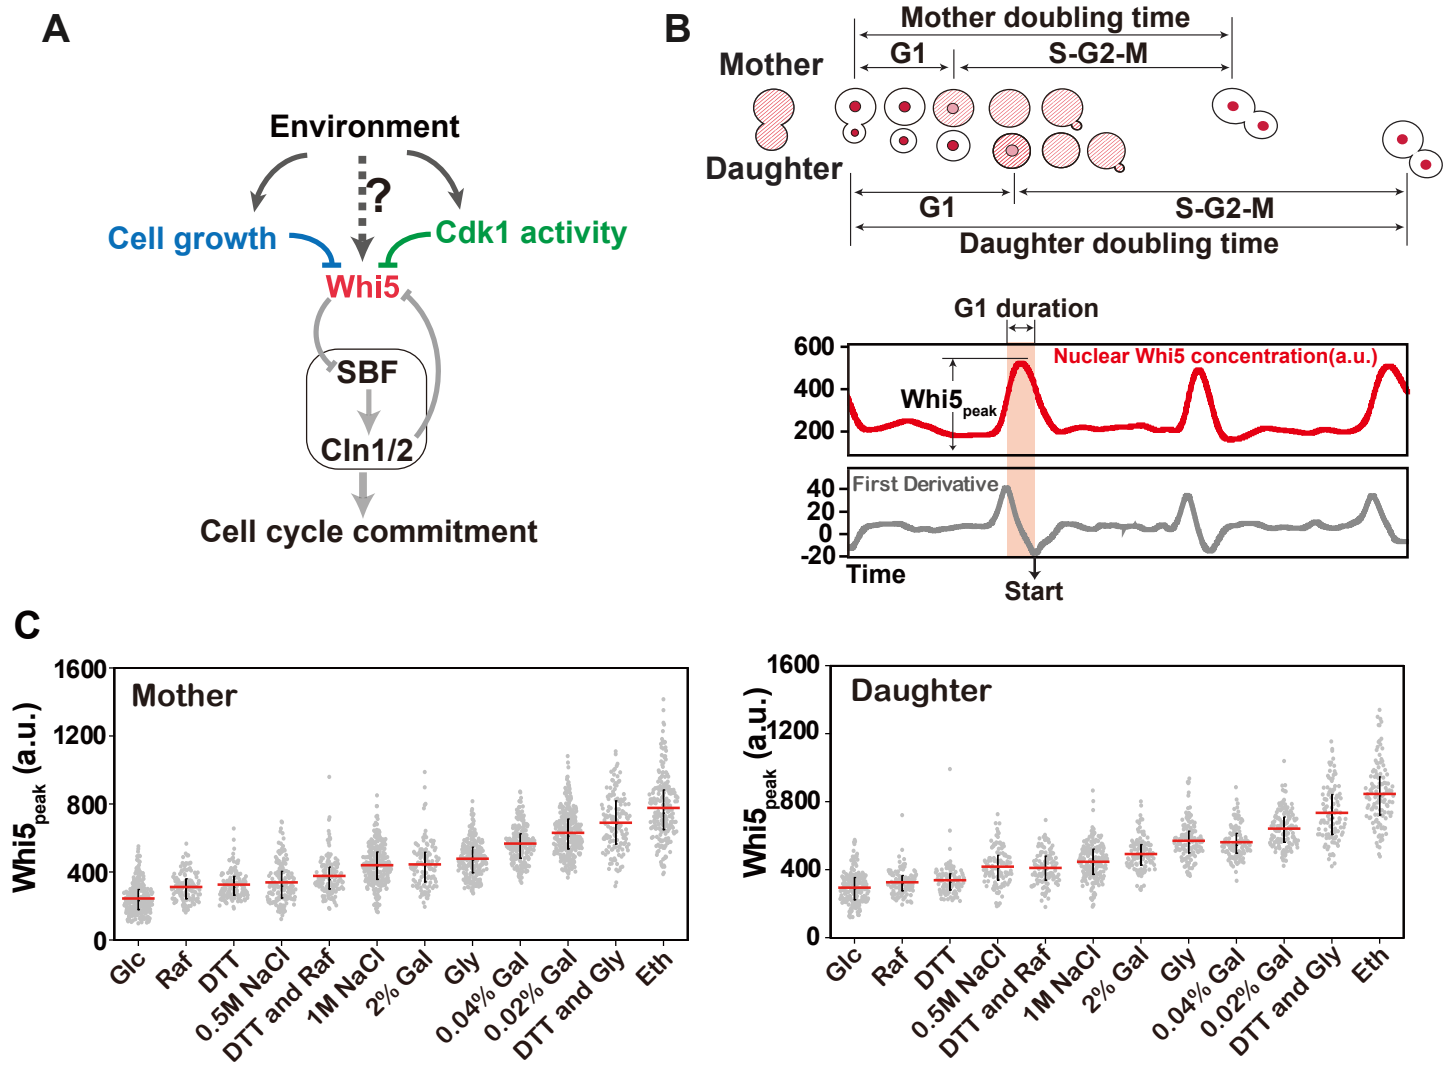 A
Environment
?
Cell growth
Cdk1 activity
Whi5
SBF
Cln1/2
Cell cycle commitment
B
Mother doubling time
G1
S-G2-M
Mother
Daughter
G1
S-G2-M
Daughter doubling time
G1 duration
600
400
200
Nuclear Whi5 concentration(a.u.)
Whi5peak
40
20
0
-20
First Derivative
Time
Start
C
Whi5peak (a.u.)
1600
1200
800
400
0
Mother
Glc
Raf
DTT
0.5M NaCl
DTT and Raf
1M NaCl
2% Gal
Gly
0.04% Gal
0.02% Gal
DTT and Gly
Eth
Whi5peak (a.u.)
1600
1200
800
400
0
Daughter
Glc
Raf
DTT
0.5M NaCl
DTT and Raf
1M NaCl
2% Gal
Gly
0.04% Gal
0.02% Gal
DTT and Gly
Eth